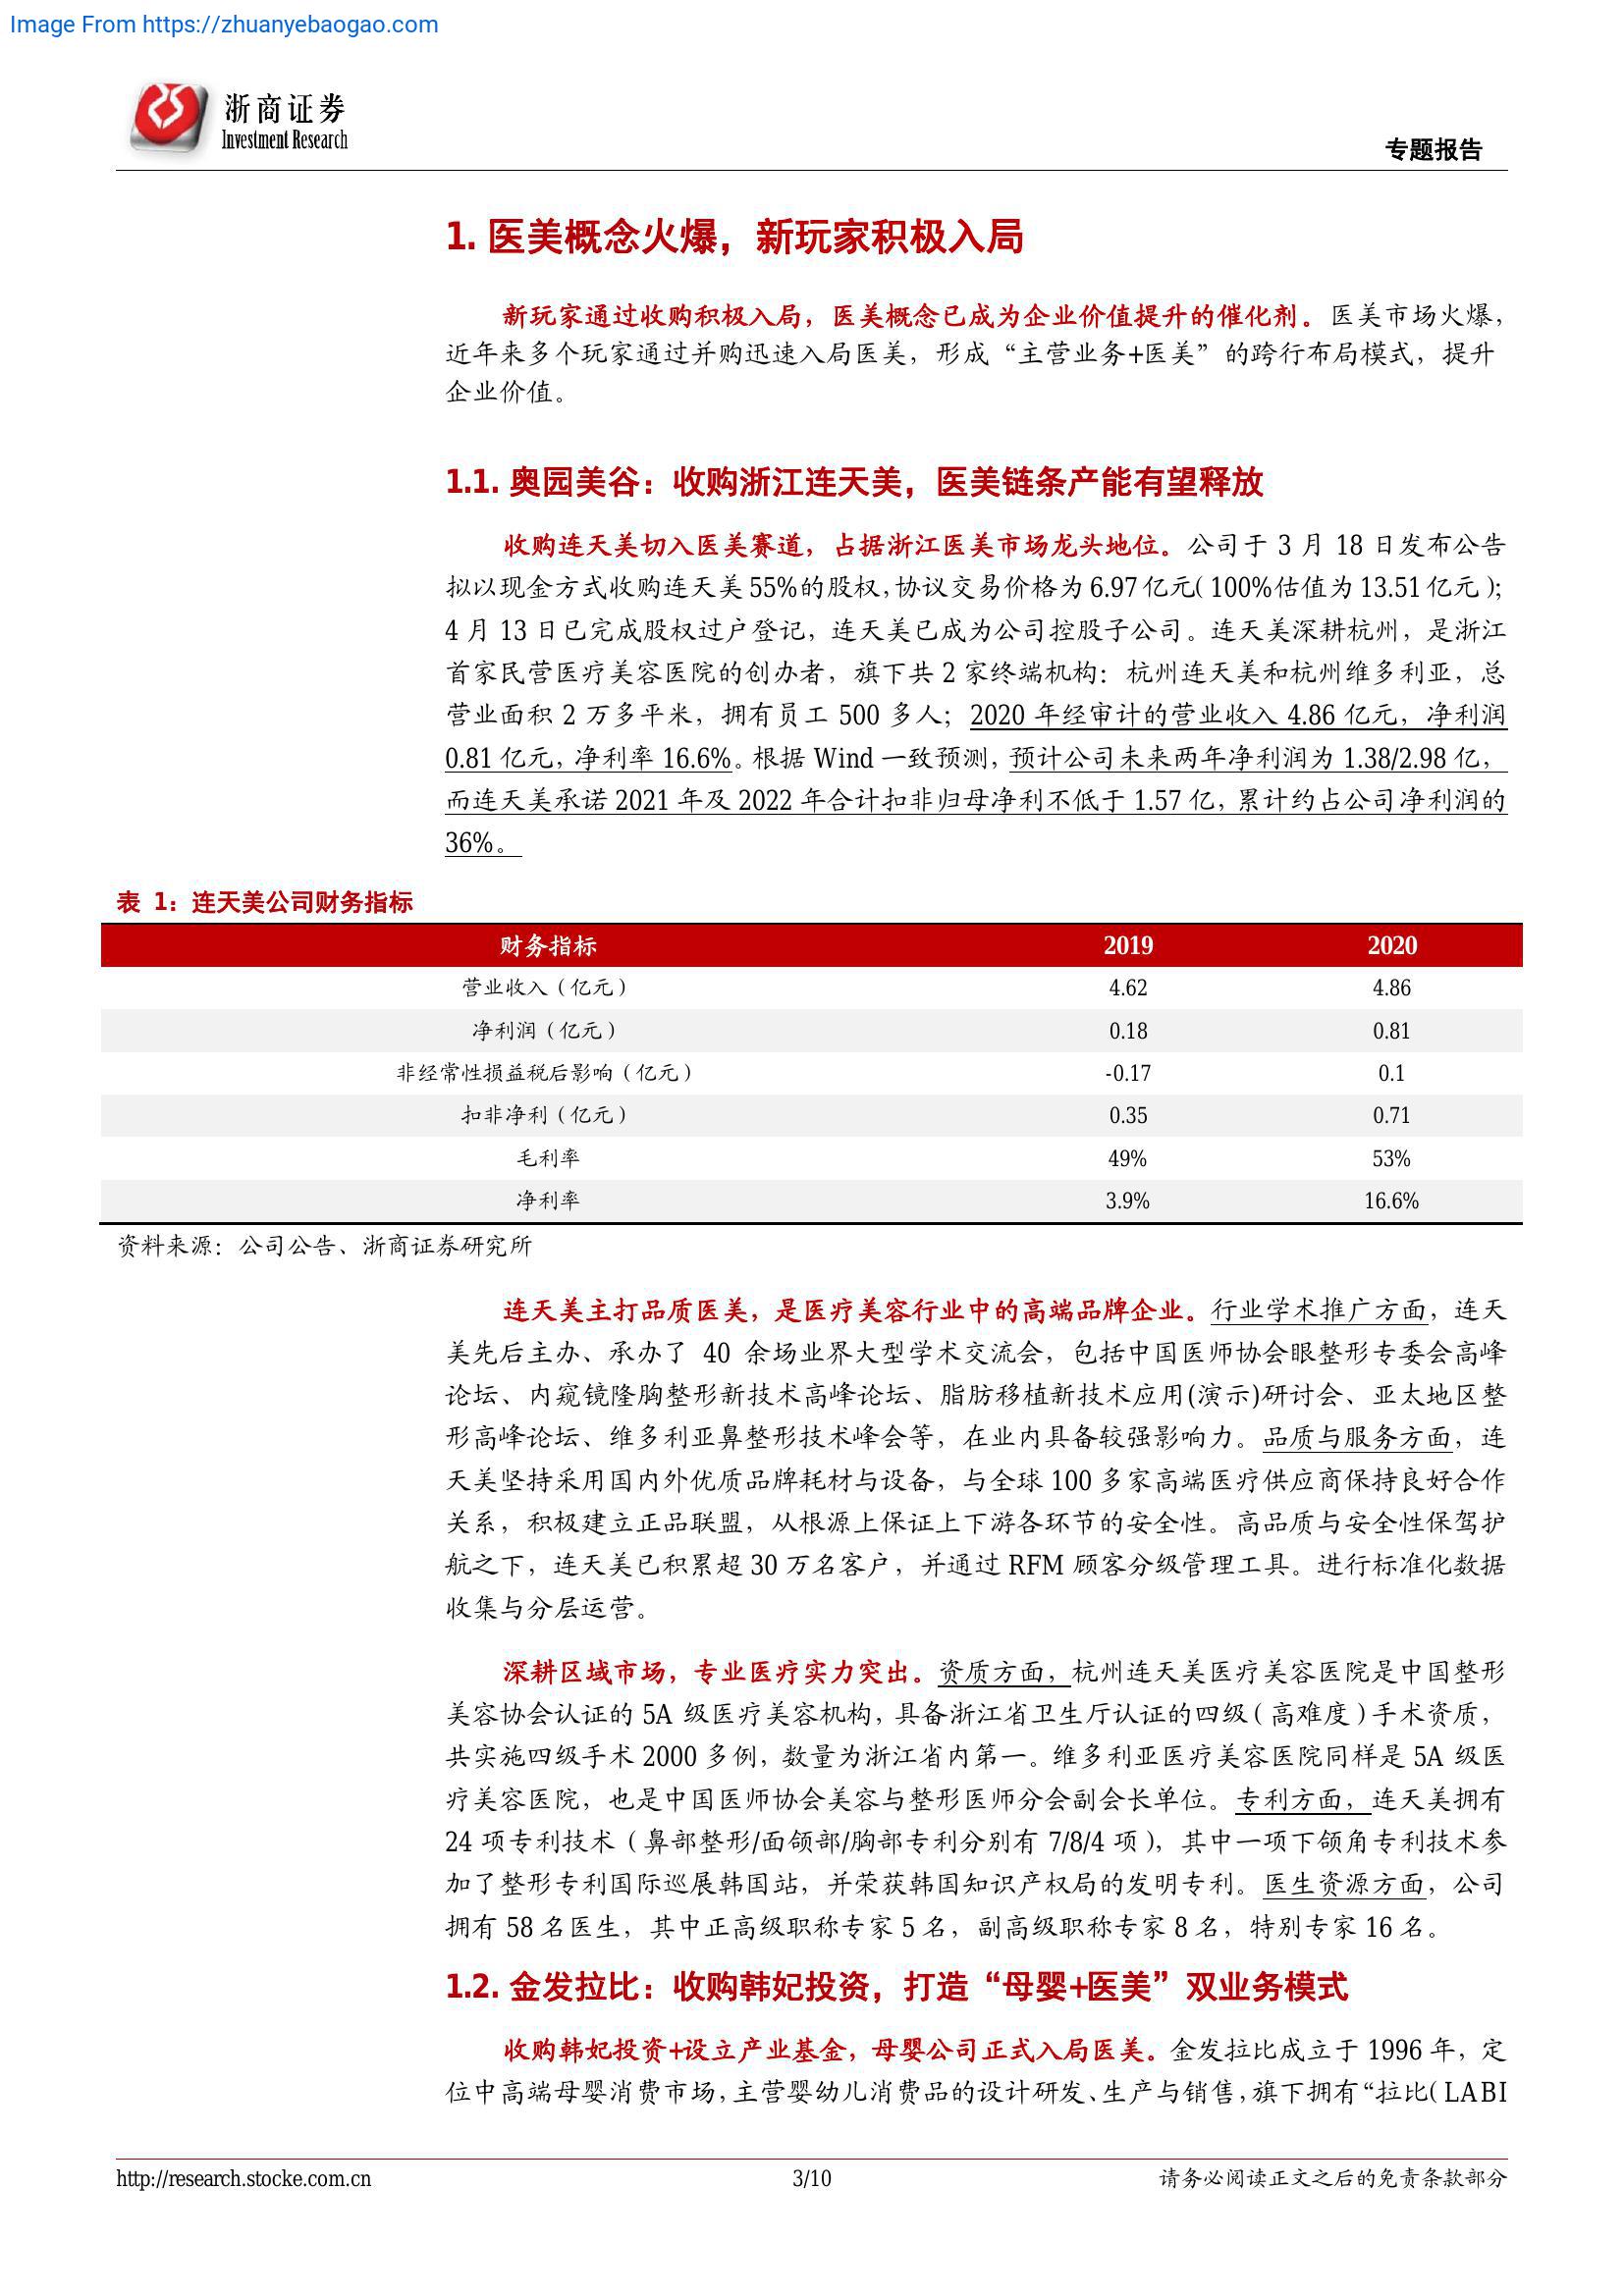 Image From https://zhuanyebaogao.com
浙商证券
Investment Research
专题报告
1. 医美概念火爆，新玩家积极入局
新玩家通过收购积极入局，医美概念已成为企业价值提升的催化剂。医美市场火爆，
近年来多个玩家通过并购迅速入局医美，形成“主营业务+医美”的跨行布局模式，提升
企业价值。
1.1. 奥园美谷：收购浙江连天美，医美链条产能有望释放
收购连天美切入医美赛道，占据浙江医美市场龙头地位。公司于 3 月 18 日发布公告
拟以现金方式收购连天美 55%的股权，协议交易价格为 6.97 亿元（100%估值为 13.51 亿元）；
4 月 13 日已完成股权过户登记，连天美已成为公司控股子公司。连天美深耕杭州，是浙江
首家民营医疗美容医院的创办者，旗下共 2 家终端机构：杭州连天美和杭州维多利亚，总
营业面积 2 万多平米，拥有员工 500 多人；2020 年经审计的营业收入 4.86 亿元，净利润
0.81 亿元，净利率 16.6%。根据 Wind 一致预测，预计公司未来两年净利润为 1.38/2.98 亿，
而连天美承诺 2021 年及 2022 年合计扣非归母净利不低于 1.57 亿，累计约占公司净利润的
36%。
表 1：连天美公司财务指标
财务指标 2019 2020
营业收入（亿元） 4.62 4.86
净利润（亿元） 0.18 0.81
非经常性损益税后影响（亿元） -0.17 0.1
扣非净利（亿元） 0.35 0.71
毛利率 49% 53%
净利率 3.9% 16.6%
资料来源：公司公告、浙商证券研究所
连天美主打品质医美，是医疗美容行业中的高端品牌企业。行业学术推广方面，连天
美先后主办、承办了 40 余场业界大型学术交流会，包括中国医师协会眼整形专委会高峰
论坛、内窥镜隆胸整形新技术高峰论坛、脂肪移植新技术应用(演示)研讨会、亚太地区整
形高峰论坛、维多利亚鼻整形技术峰会等，在业内具备较强影响力。品质与服务方面，连
天美坚持采用国内外优质品牌耗材与设备，与全球 100 多家高端医疗供应商保持良好合作
关系，积极建立正品联盟，从根源上保证上下游各环节的安全性。高品质与安全性保驾护
航之下，连天美已积累超 30 万名客户，并通过 RFM 顾客分级管理工具。进行标准化数据
收集与分层运营。
深耕区域市场，专业医疗实力突出。资质方面，杭州连天美医疗美容医院是中国整形
美容协会认证的 5A 级医疗美容机构，具备浙江省卫生厅认证的四级（高难度）手术资质，
共实施四级手术 2000 多例，数量为浙江省内第一。维多利亚医疗美容医院同样是 5A 级医
疗美容医院，也是中国医师协会美容与整形医师分会副会长单位。专利方面，连天美拥有
24 项专利技术（鼻部整形/面颌部/胸部专利分别有 7/8/4 项），其中一项下颌角专利技术参
加了整形专利国际巡展韩国站，并荣获韩国知识产权局的发明专利。医生资源方面，公司
拥有 58 名医生，其中正高级职称专家 5 名，副高级职称专家 8 名，特别专家 16 名。
1.2. 金发拉比：收购韩妃投资，打造“母婴+医美”双业务模式
收购韩妃投资+设立产业基金，母婴公司正式入局医美。金发拉比成立于 1996 年，定
位中高端母婴消费市场，主营婴幼儿消费品的设计研发、生产与销售，旗下拥有“拉比（LABI
http://research.stocke.com.cn 3/10 请务必阅读正文之后的免责条款部分